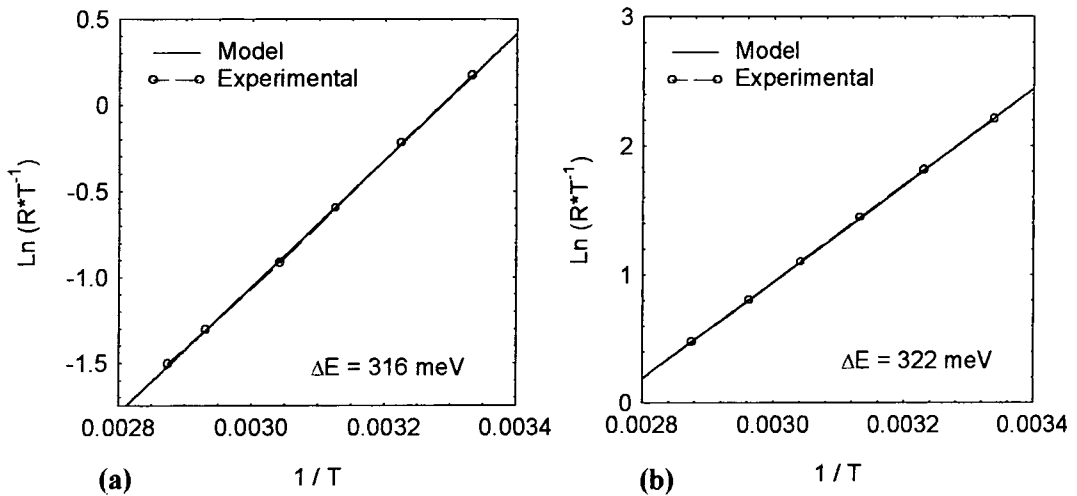 0.5
0
-0.5
-1.0
-1.5
Ln (R*T⁻¹)
Model
Experimental
ΔE = 316 meV
0.0028 0.0030 0.0032 0.0034
(a) 1 / T
3
2
1
0
Ln (R*T⁻¹)
Model
Experimental
ΔE = 322 meV
0.0028 0.0030 0.0032 0.0034
(b) 1 / T